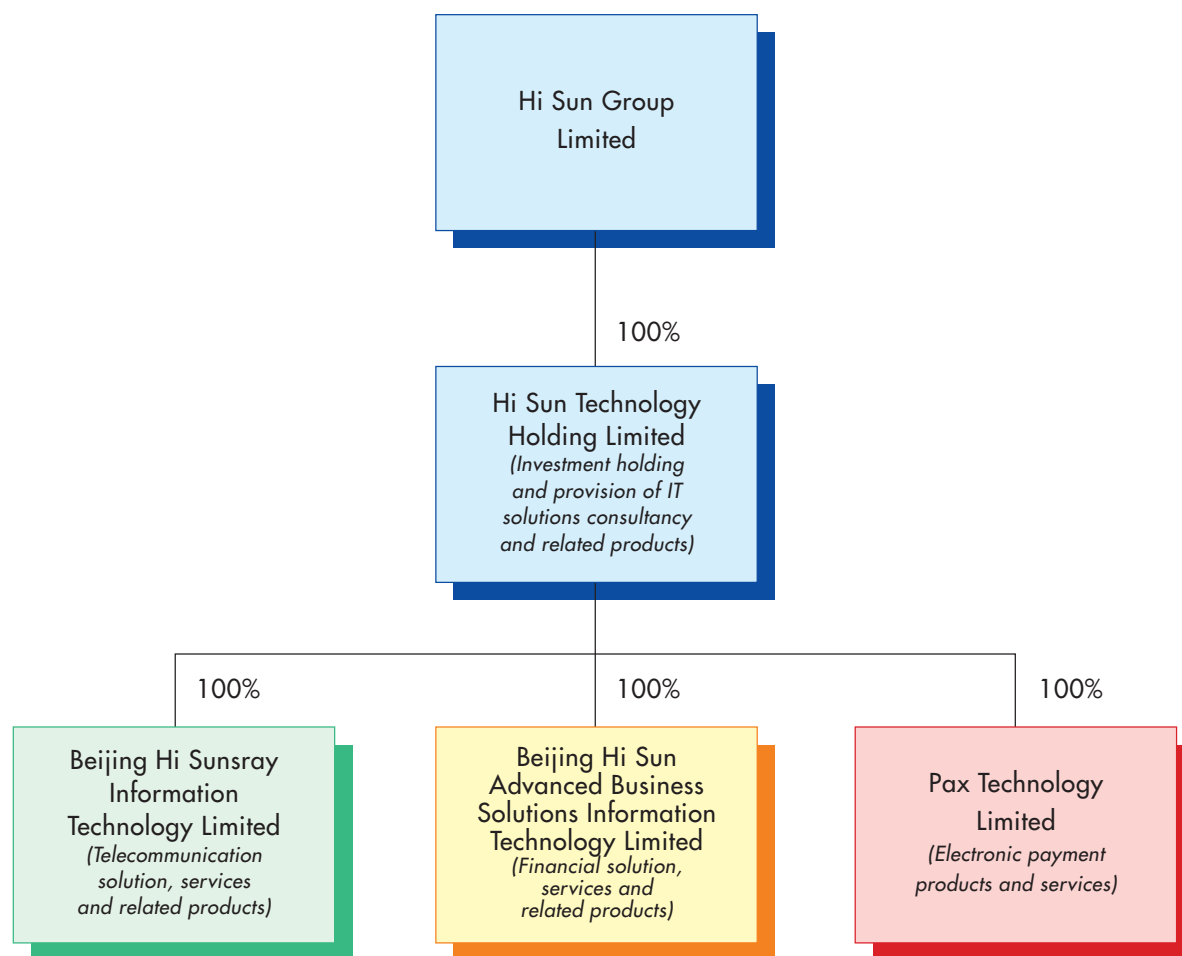 Hi Sun Group
Limited
100%
Hi Sun Technology
Holding Limited
(Investment holding
and provision of IT
solutions consultancy
and related products)
100%
100%
100%
Beijing Hi Sunsray
Information
Technology Limited
(Telecommunication
solution, services
and related products)
Beijing Hi Sun
Advanced Business
Solutions Information
Technology Limited
(Financial solution,
services and
related products)
Pax Technology
Limited
(Electronic payment
products and services)